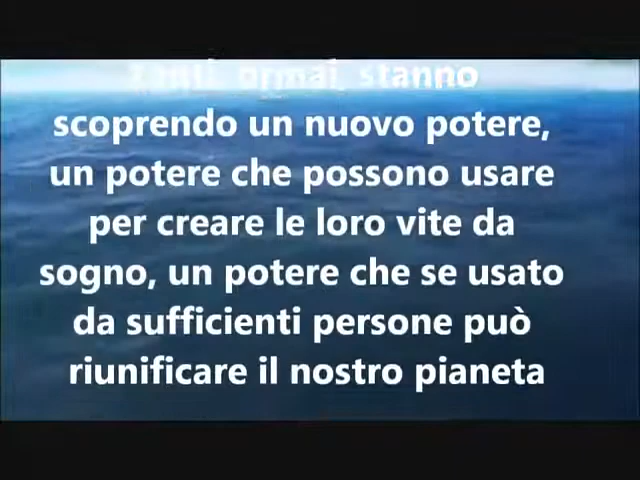 Tanti ormai stanno
scoprendo un nuovo potere,
un potere che possono usare
per creare le loro vite da
sogno, un potere che se usato
da sufficienti persone può
riunificare il nostro pianeta